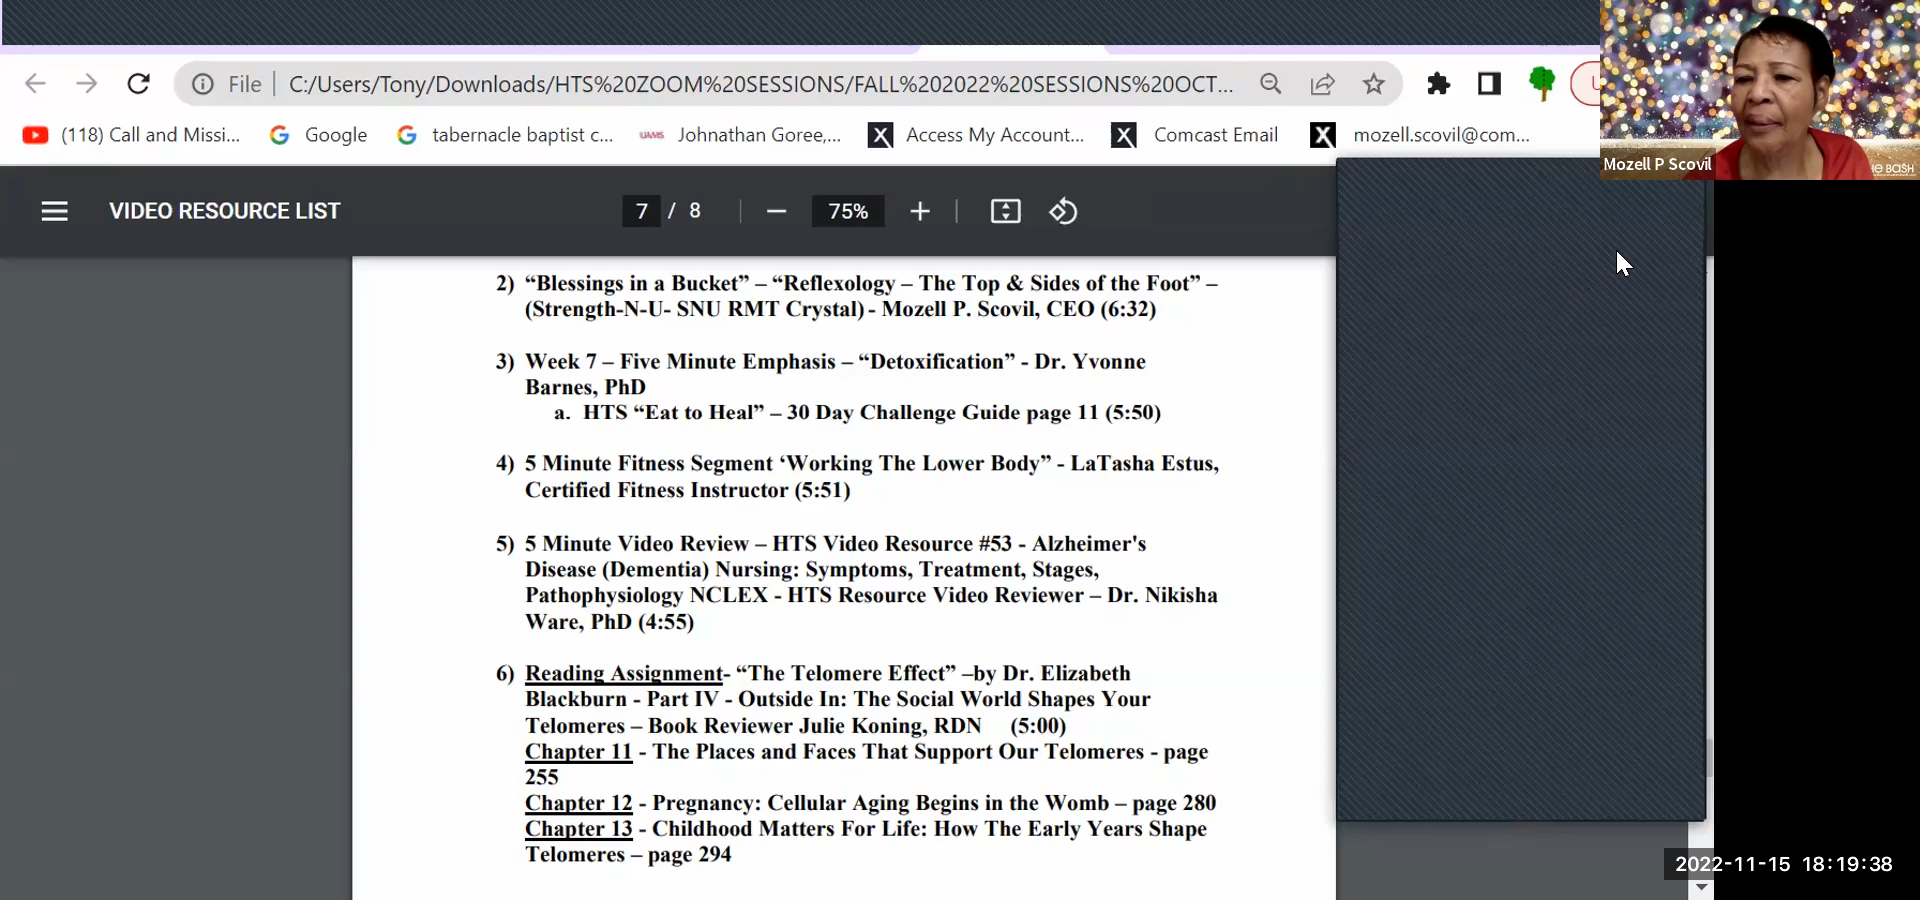 File
C:/Users/Tony/Downloads/HTS%20ZOOM%20SESSIONS/FALL%202022%20SESSIONS%20OCT...
(118) Call and Missi...
Google
tabernacle baptist c...
UAMS
Johnathan Goree,...
Access My Account...
Comcast Email
mozell.scovil@com...
Mozell P Scovil
VIDEO RESOURCE LIST
7 / 8
75%
2) “Blessings in a Bucket” – “Reflexology – The Top & Sides of the Foot” –
(Strength-N-U- SNU RMT Crystal) - Mozell P. Scovil, CEO (6:32)
3) Week 7 – Five Minute Emphasis – “Detoxification” - Dr. Yvonne
Barnes, PhD
a. HTS “Eat to Heal” – 30 Day Challenge Guide page 11 (5:50)
4) 5 Minute Fitness Segment ‘Working The Lower Body” - LaTasha Estus,
Certified Fitness Instructor (5:51)
5) 5 Minute Video Review – HTS Video Resource #53 - Alzheimer's
Disease (Dementia) Nursing: Symptoms, Treatment, Stages,
Pathophysiology NCLEX - HTS Resource Video Reviewer – Dr. Nikisha
Ware, PhD (4:55)
6) Reading Assignment- “The Telomere Effect” –by Dr. Elizabeth
Blackburn - Part IV - Outside In: The Social World Shapes Your
Telomeres – Book Reviewer Julie Koning, RDN (5:00)
Chapter 11 - The Places and Faces That Support Our Telomeres - page
255
Chapter 12 - Pregnancy: Cellular Aging Begins in the Womb – page 280
Chapter 13 - Childhood Matters For Life: How The Early Years Shape
Telomeres – page 294
2022-11-15 18:19:38